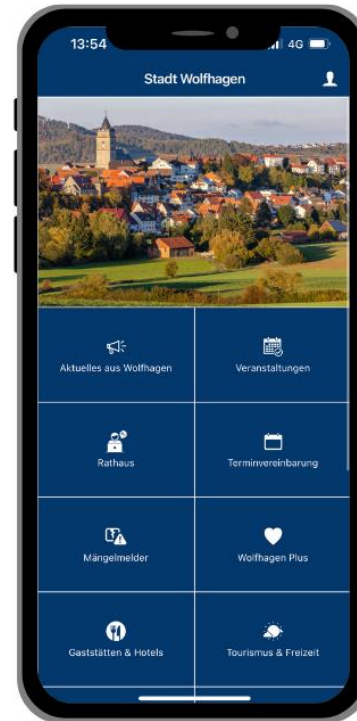 13:54
4G
Stadt Wolfhagen
Aktuelles aus Wolfhagen
Veranstaltungen
Rathaus
Terminvereinbarung
Mängelmelder
Wolfhagen Plus
Gaststätten & Hotels
Tourismus & Freizeit